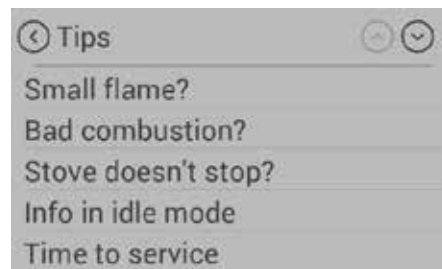 Tips
Small flame?
Bad combustion?
Stove doesn't stop?
Info in idle mode
Time to service